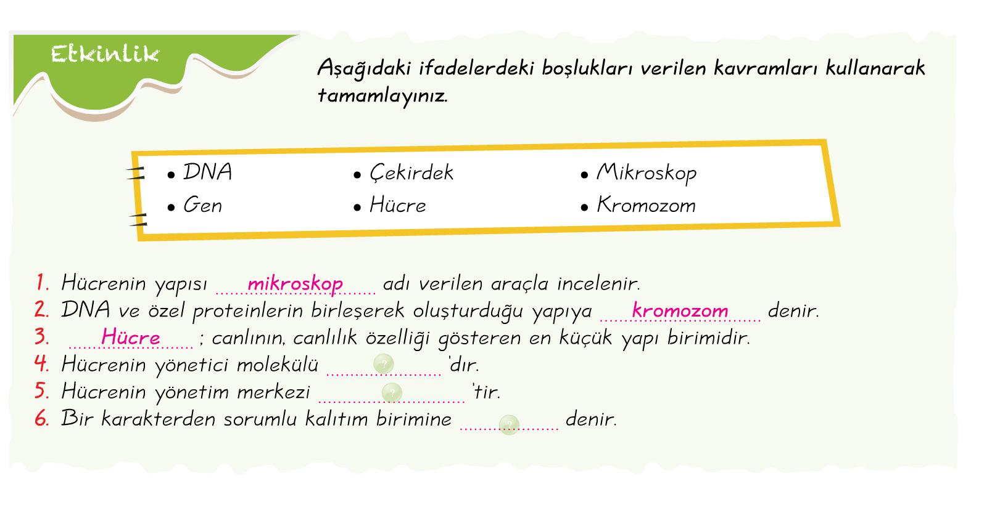 Etkinlik
Aşağıdaki ifadelerdeki boşlukları verilen kavramları kullanarak
tamamlayınız.
• DNA • Çekirdek • Mikroskop
• Gen • Hücre • Kromozom
1. Hücrenin yapısı mikroskop adı verilen araçla incelenir.
2. DNA ve özel proteinlerin birleşerek oluşturduğu yapıya kromozom denir.
3. Hücre ; canlının, canlılık özelliği gösteren en küçük yapı birimidir.
4. Hücrenin yönetici molekülü ? 'dır.
5. Hücrenin yönetim merkezi ? 'tir.
6. Bir karakterden sorumlu kalıtım birimine ? denir.